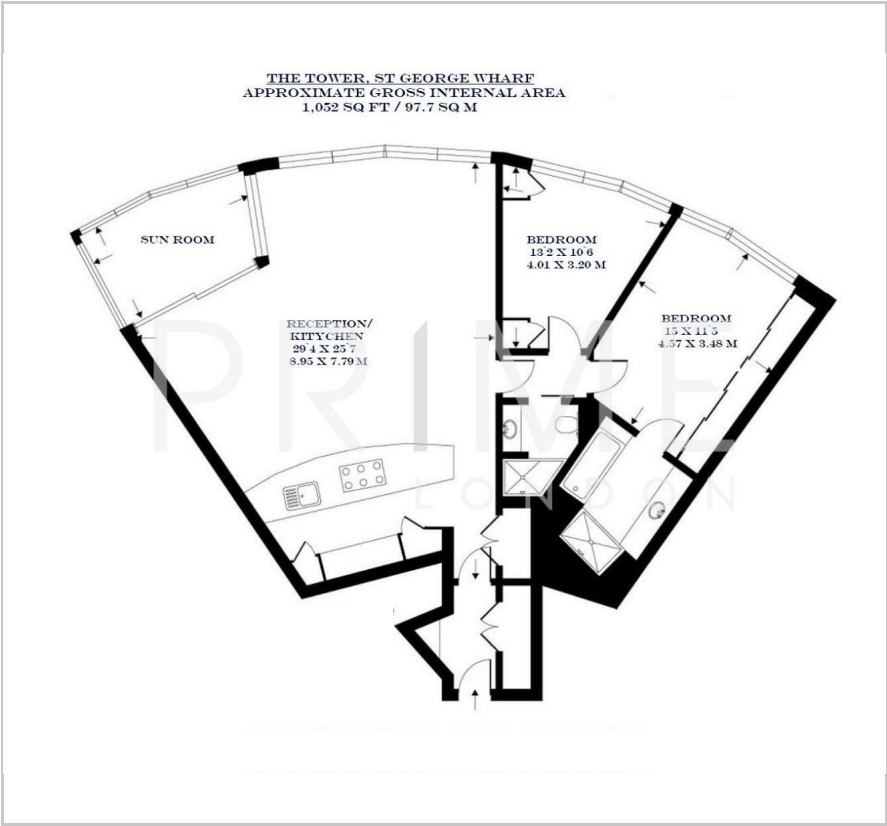 THE TOWER, ST GEORGE WHARF
APPROXIMATE GROSS INTERNAL AREA
1,052 SQ FT / 97.7 SQ M
SUN ROOM
BEDROOM
13'2 X 10'6
4.01 X 3.20 M
BEDROOM
15 X 11'5
4.57 X 3.48 M
RECEPTION/
KITYCHEN
29'4 X 25'7
8.95 X 7.79 M
PRIME
LONDON